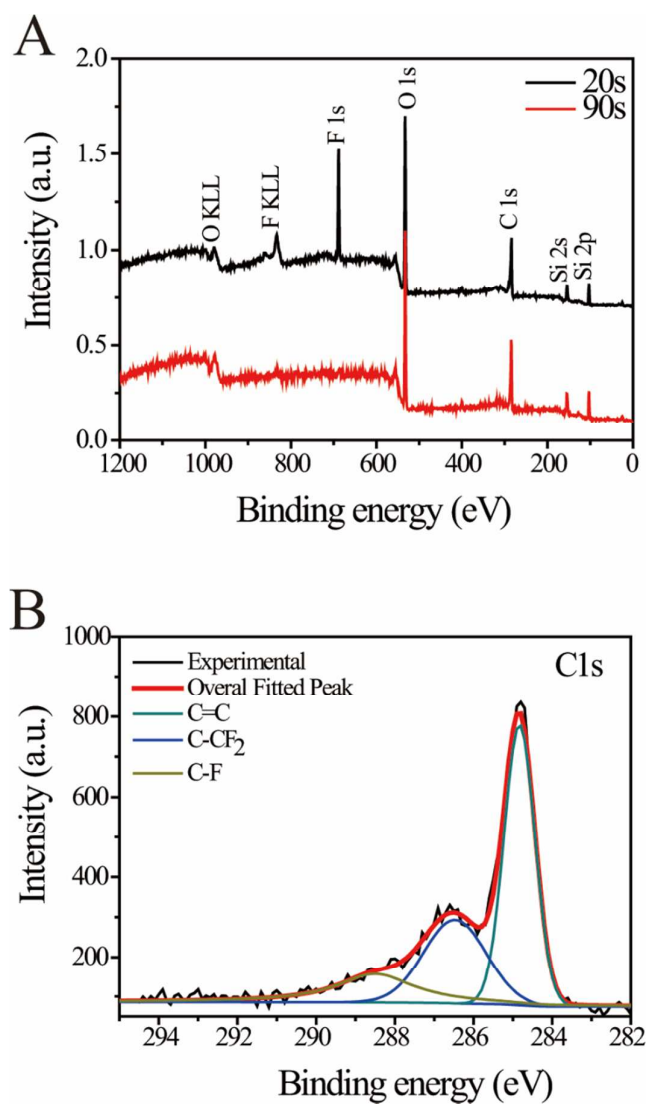 A
2.0
1.5
1.0
0.5
0.0
Intensity (a.u.)
O KLL
F KLL
F 1s
O 1s
C 1s
Si 2s
Si 2p
20s
90s
1200 1000 800 600 400 200 0
Binding energy (eV)
B
1000
800
600
400
200
Intensity (a.u.)
Experimental
Overal Fitted Peak
C=C
C-CF2
C-F
C1s
294 292 290 288 286 284 282
Binding energy (eV)